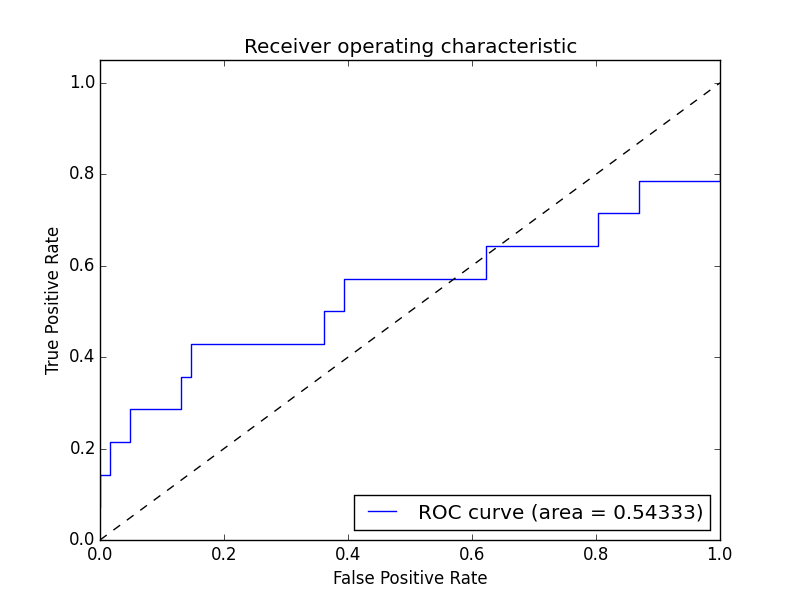 Receiver operating characteristic
1.0
0.8
0.6
0.4
0.2
0.0
True Positive Rate
ROC curve (area = 0.54333)
0.0 0.2 0.4 0.6 0.8 1.0
False Positive Rate